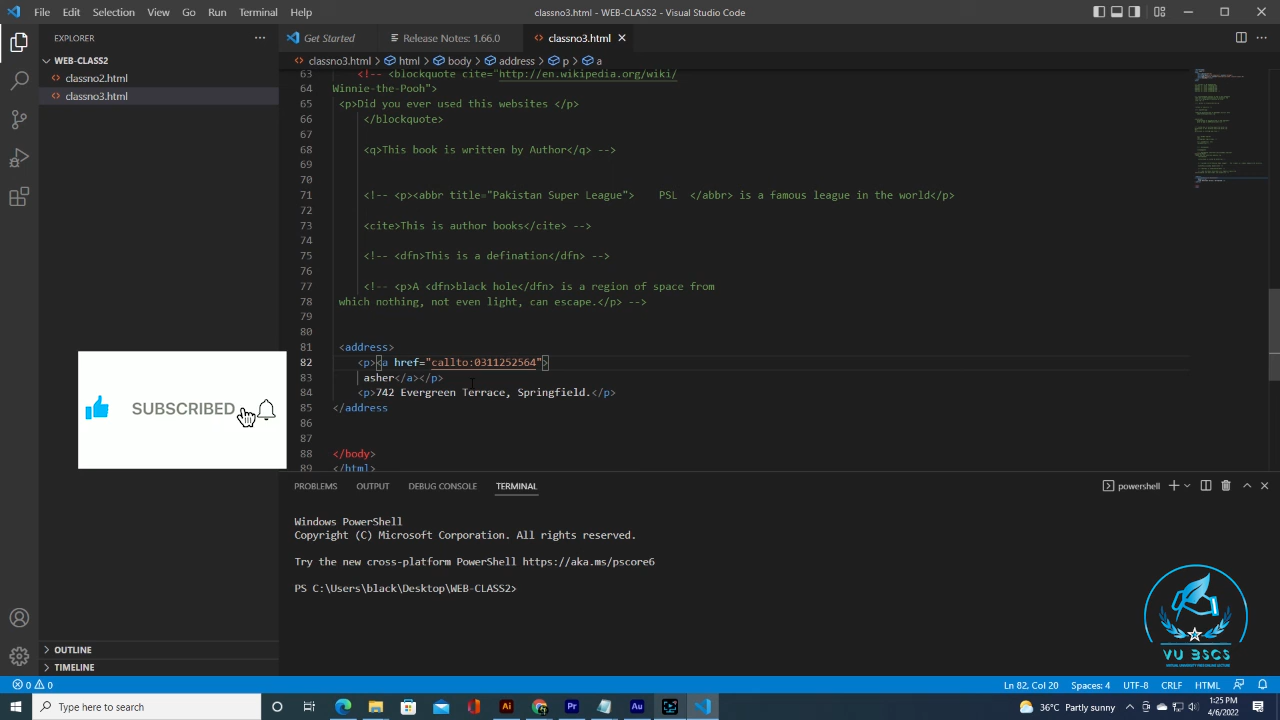 File Edit Selection View Go Run Terminal Help
classno3.html - WEB-CLASS2 - Visual Studio Code
EXPLORER
Get Started
Release Notes: 1.66.0
classno3.html
WEB-CLASS2
classno2.html
classno3.html
classno3.html > html > body > address > p > a
63 <!-- <blockquote cite="http://en.wikipedia.org/wiki/
64 Winnie-the-Pooh">
65 <p>Did you ever used this websites </p>
66 </blockquote>
67
68 <q>This book is written by Author</q> -->
69
70
71 <!-- <p><abbr title="Pakistan Super League"> PSL </abbr> is a famous league in the world</p>
72
73 <cite>This is author books</cite> -->
74
75 <!-- <dfn>This is a defination</dfn> -->
76
77 <!-- <p>A <dfn>black hole</dfn> is a region of space from
78 which nothing, not even light, can escape.</p> -->
79
80
81 <address>
82 <p><a href="callto:0311252564">
83 asher</a></p>
84 <p>742 Evergreen Terrace, Springfield.</p>
85 </address
86
87
88 </body>
89 </html>
SUBSCRIBED
PROBLEMS OUTPUT DEBUG CONSOLE TERMINAL
powershell
Windows PowerShell
Copyright (C) Microsoft Corporation. All rights reserved.
Try the new cross-platform PowerShell https://aka.ms/pscore6
PS C:\Users\black\Desktop\WEB-CLASS2>
OUTLINE
TIMELINE
VU BSCS
0 0
Ln 82, Col 20 Spaces: 4 UTF-8 CRLF HTML
Type here to search
36°C Partly sunny
1:25 PM
4/6/2022